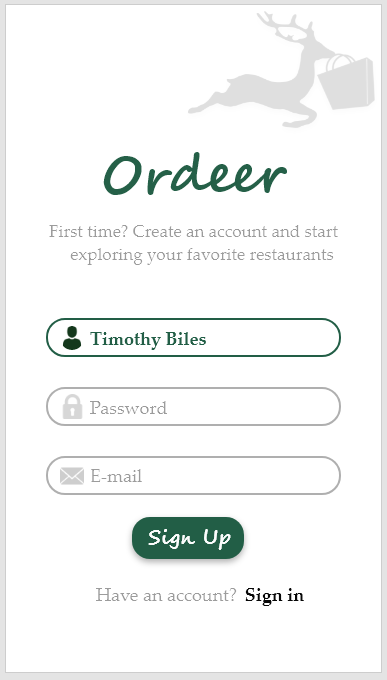 Ordeer
First time? Create an account and start
exploring your favorite restaurants
Timothy Biles
Password
E-mail
Sign Up
Have an account? Sign in